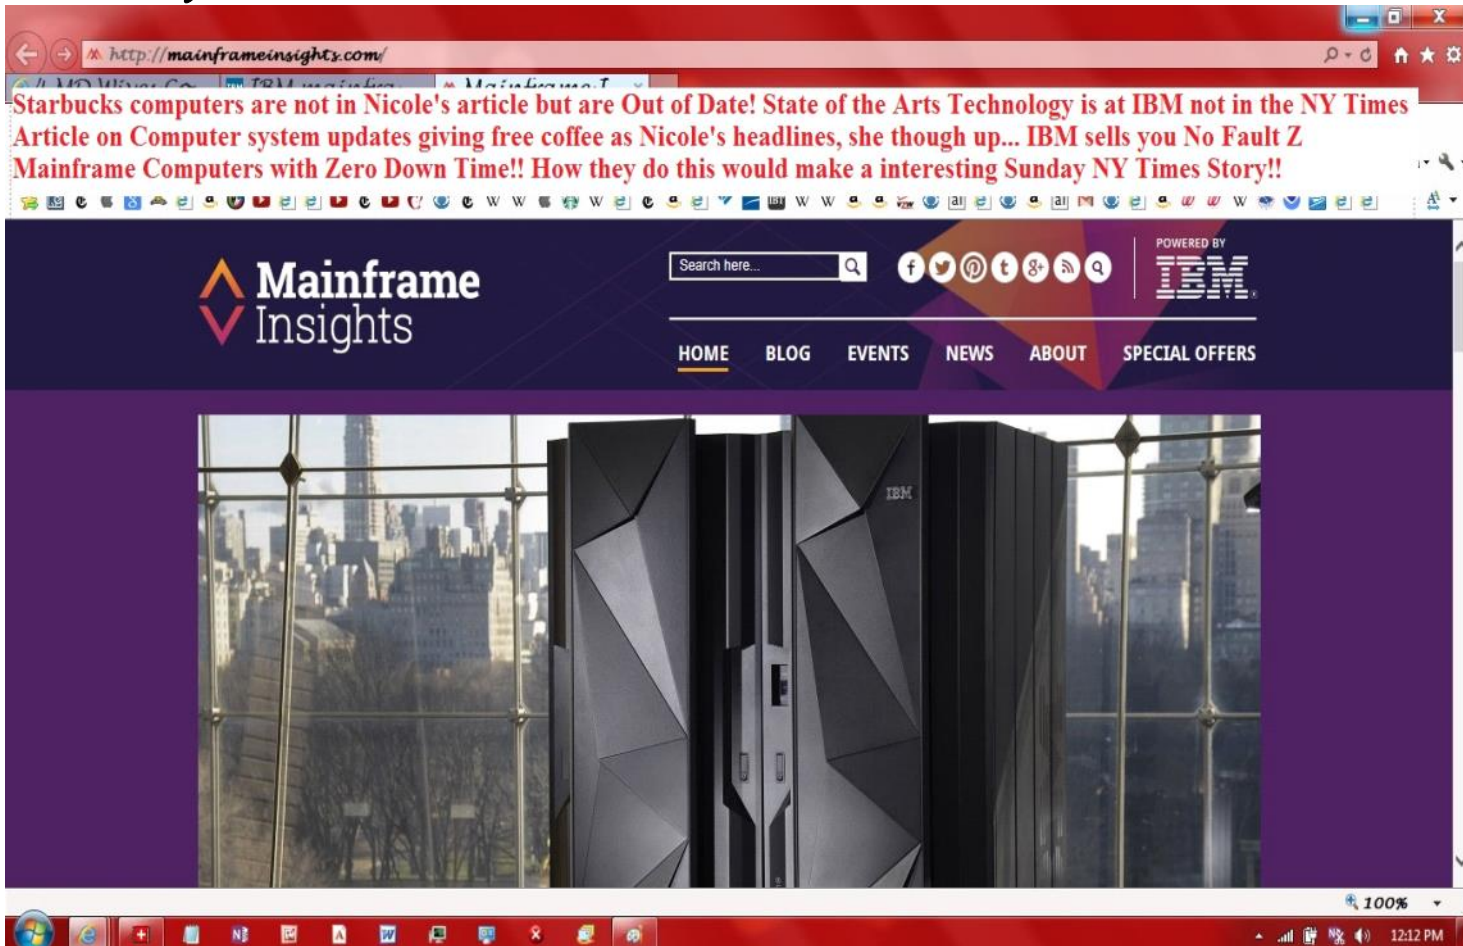 http://mainframeinsights.com/
Starbucks computers are not in Nicole's article but are Out of Date! State of the Arts Technology is at IBM not in the NY Times
Article on Computer system updates giving free coffee as Nicole's headlines, she though up... IBM sells you No Fault Z
Mainframe Computers with Zero Down Time!! How they do this would make a interesting Sunday NY Times Story!!
Mainframe
Insights
Search here...
POWERED BY
IBM
HOME BLOG EVENTS NEWS ABOUT SPECIAL OFFERS
IBM
100%
12:12 PM